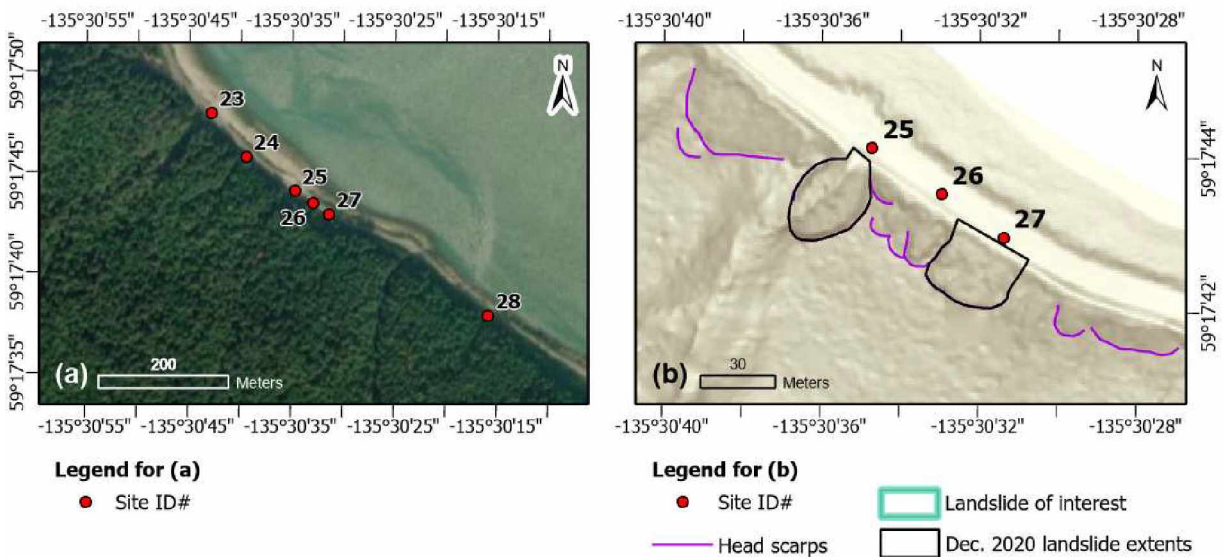 -135°30'45" -135°30'35" -135°30'25" -135°30'15"
-135°30'40" -135°30'36" -135°30'32" -135°30'28"
59°17'50"
59°17'45"
59°17'40"
59°17'35"
N
23
24
25
26
27
28
(a)
200
Meters
-135°30'55" -135°30'45" -135°30'35" -135°30'25" -135°30'15"
N
25
26
27
59°17'44"
59°17'42"
(b)
30
Meters
-135°30'40" -135°30'36" -135°30'32" -135°30'28"
Legend for (a)
Site ID#
Legend for (b)
Site ID#
Landslide of interest
Head scarps
Dec. 2020 landslide extents